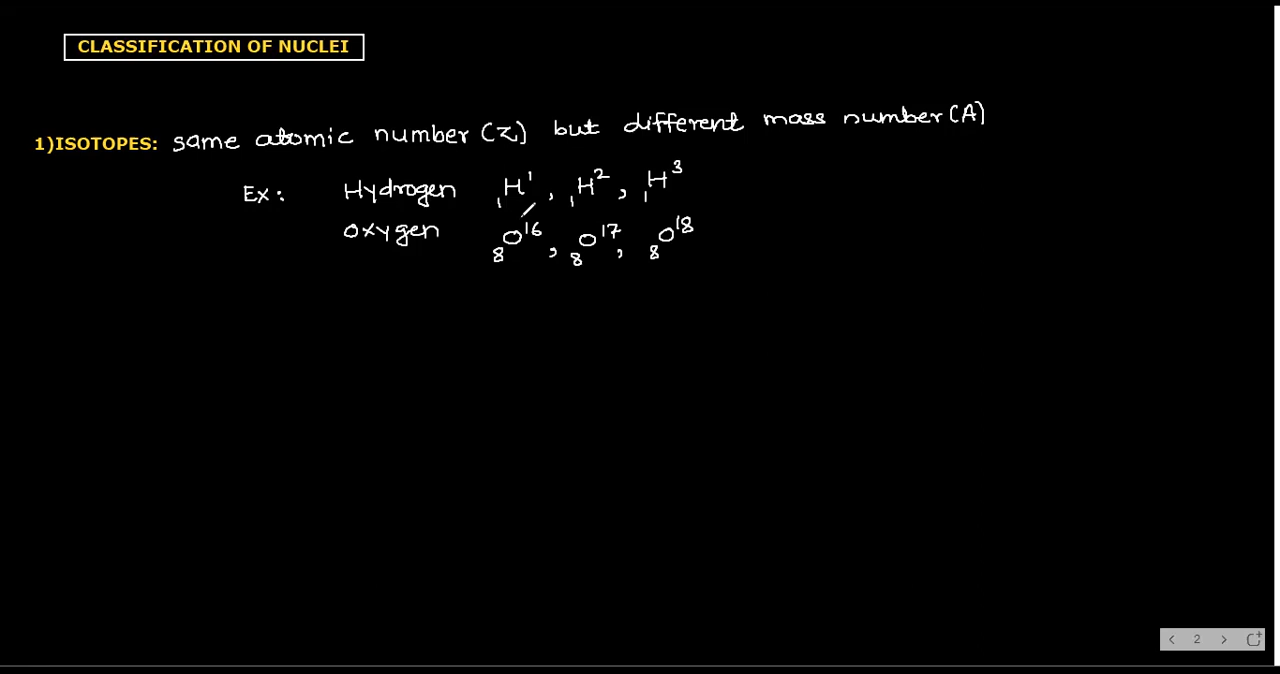 CLASSIFICATION OF NUCLEI
1)ISOTOPES: same atomic number (Z) but different mass number (A)
Ex: Hydrogen ₁H¹, ₁H², ₁H³
Oxygen ₈O¹⁶, ₈O¹⁷, ₈O¹⁸
< 2 >